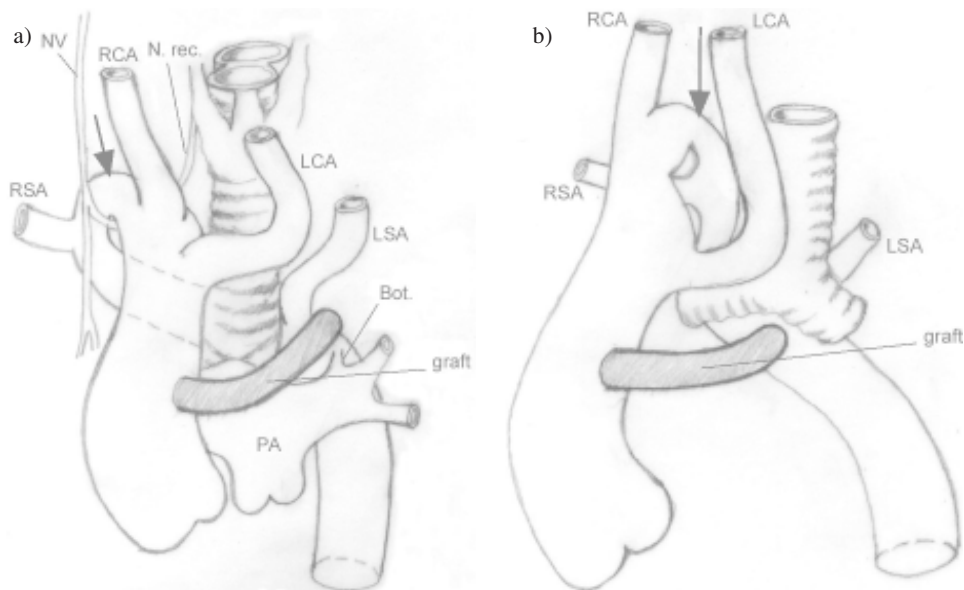 a)
NV
RCA
N. rec.
LCA
RSA
LSA
Bot.
graft
PA
b)
RCA
LCA
RSA
LSA
graft